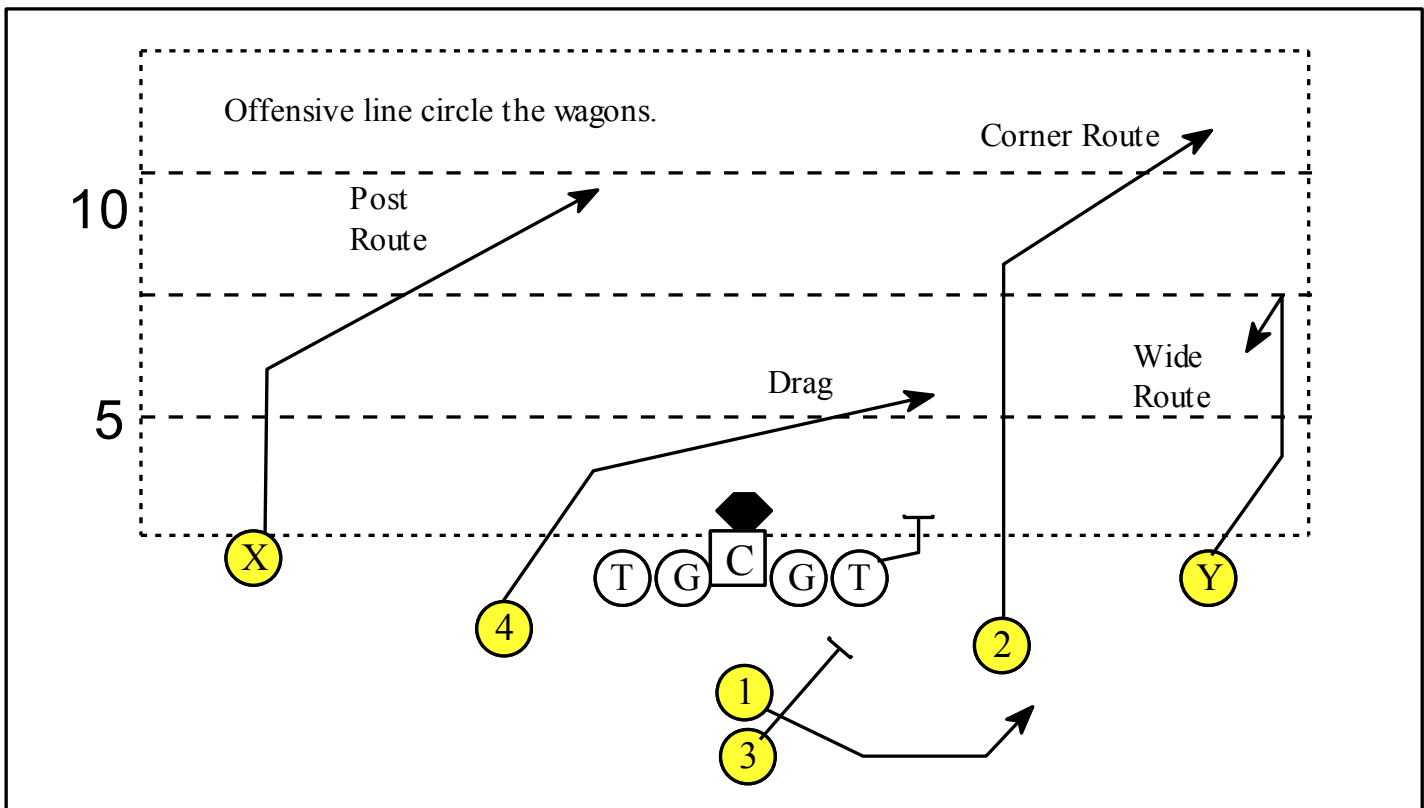 Offensive line circle the wagons.
Corner Route
10
Post
Route
Wide
Route
Drag
5
X
T
G
C
G
T
Y
4
2
1
3